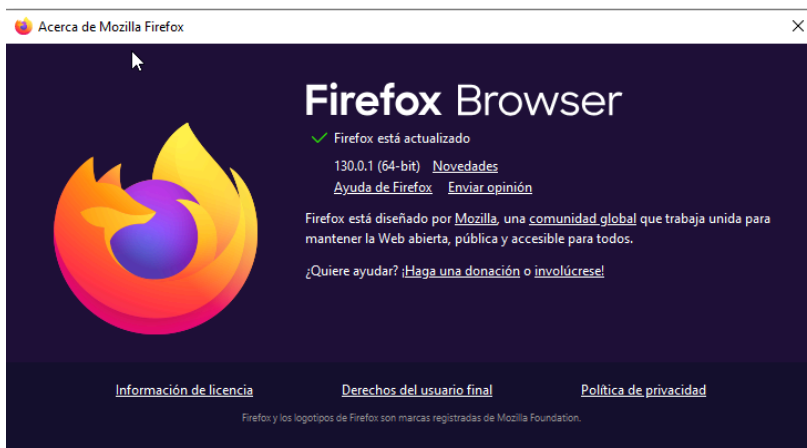 Acerca de Mozilla Firefox
Firefox Browser
Firefox está actualizado
130.0.1 (64-bit) Novedades
Ayuda de Firefox Enviar opinión
Firefox está diseñado por Mozilla, una comunidad global que trabaja unida para
mantener la Web abierta, pública y accesible para todos.
¿Quiere ayudar? ¡Haga una donación o involúcrese!
Información de licencia Derechos del usuario final Política de privacidad
Firefox y los logotipos de Firefox son marcas registradas de Mozilla Foundation.